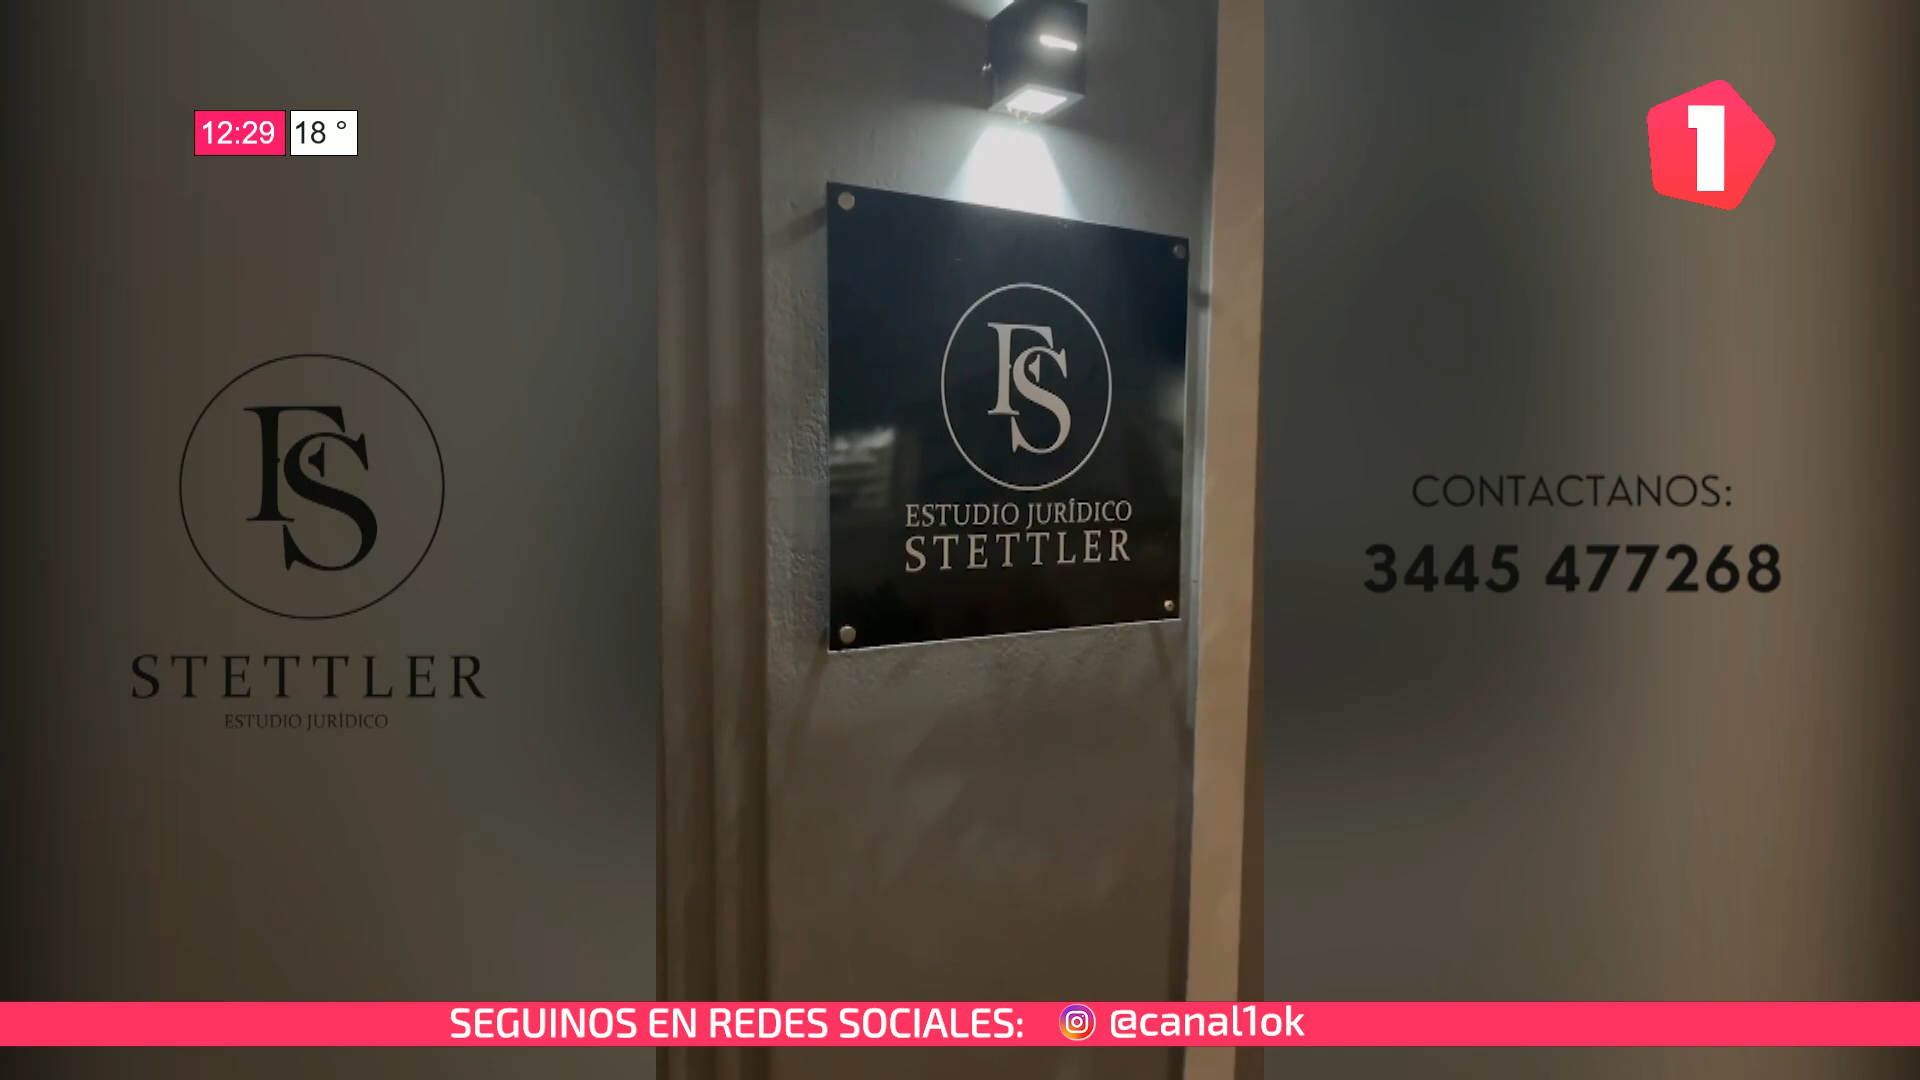 12:29 18 °
1
FS
STETTLER
ESTUDIO JURÍDICO
FS
ESTUDIO JURÍDICO
STETTLER
CONTACTANOS:
3445 477268
SEGUINOS EN REDES SOCIALES: @canal1ok